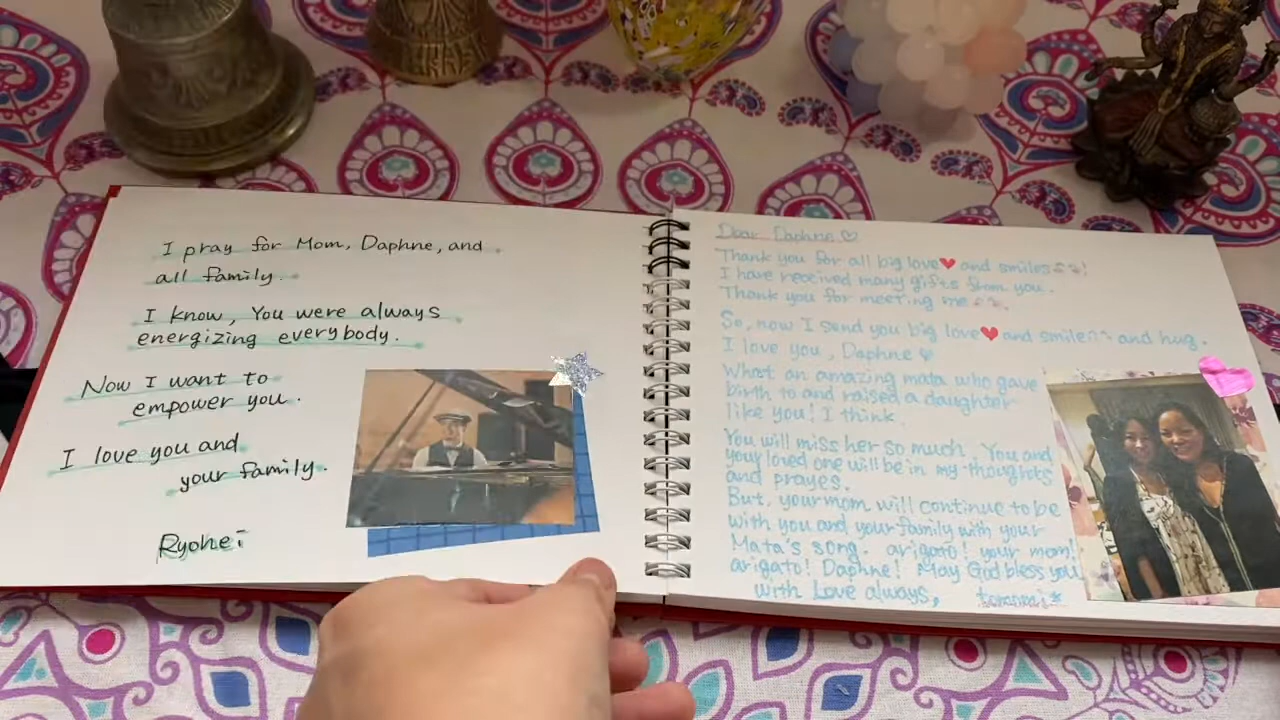 I pray for Mom, Daphne, and
all family.
I know, You were always
energizing everybody.
Now I want to
empower you.
I love you and
your family.
Ryohei
Dear Daphne ♡
Thank you for all big love ❤ and smiles !
I have received many gifts from you.
Thank you for meeting me
So, now I send you big love ❤ and smile and hug.
I love you, Daphne ♡
What an amazing mata who gave
birth to and raised a daughter
like you! I think.
You will miss her so much. You and
your loved one will be in my thoughts
and prayes.
But, your mom will continue to be
with you and your family with your
Mata's song. arigato! your mom!
arigato! Daphne! May God bless you
with Love always,